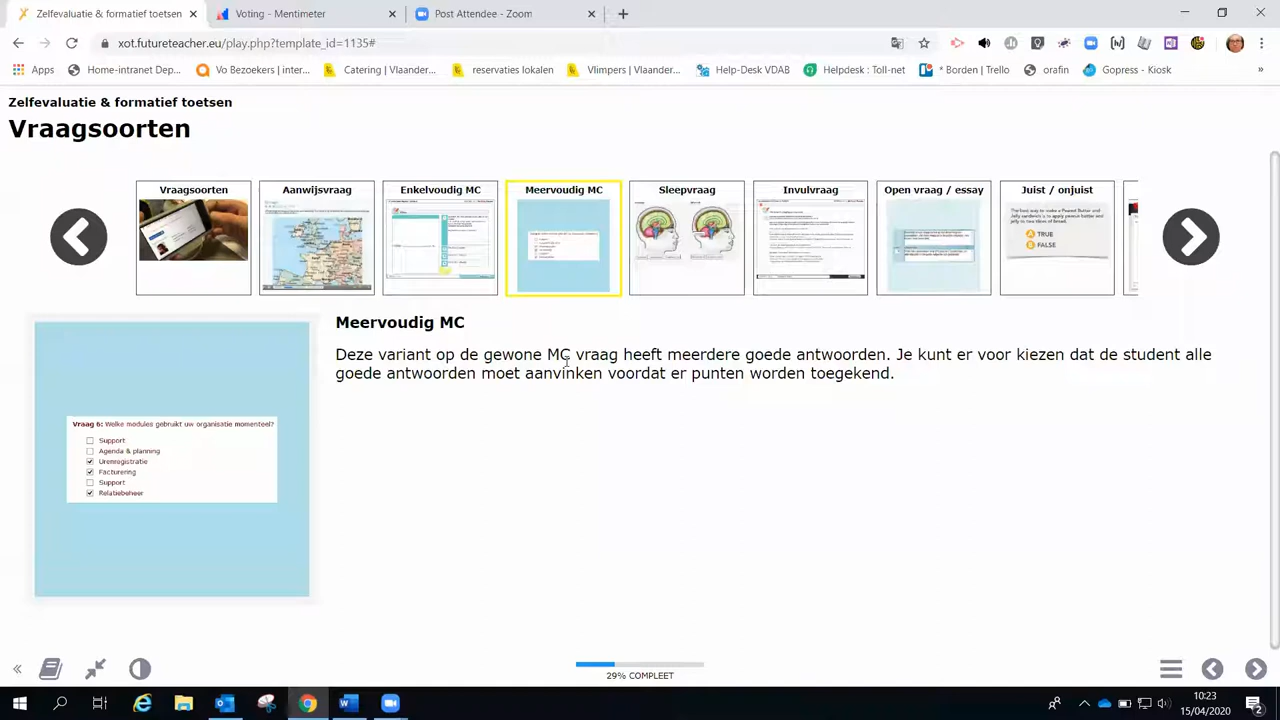 Zelfevaluatie & formatief toetsen
Voting - Mentimeter
Post Attendee - Zoom
xot.futureteacher.eu/play.php?template_id=1135#
Apps
Home-intranet Dep...
Vo Bezoekers | inter...
Catering | Vlaander...
reservaties lokalen
Vlimpers | Vlaander...
Help-Desk VDAB
Helpdesk : Toll-net
* Borden | Trello
orafin
Gopress - Kiosk
»
Zelfevaluatie & formatief toetsen
Vraagsoorten
Vraagsoorten
Aanwijsvraag
Enkelvoudig MC
Meervoudig MC
Sleepvraag
Invulvraag
Open vraag / essay
Juist / onjuist
A TRUE
B FALSE
Meervoudig MC
Deze variant op de gewone MC vraag heeft meerdere goede antwoorden. Je kunt er voor kiezen dat de student alle
goede antwoorden moet aanvinken voordat er punten worden toegekend.
Vraag 6: Welke modules gebruikt uw organisatie momenteel?
Support
Agenda & planning
Urenregistratie
Facturering
Support
Relatiebeheer
«
29% COMPLEET
10:23
15/04/2020
2